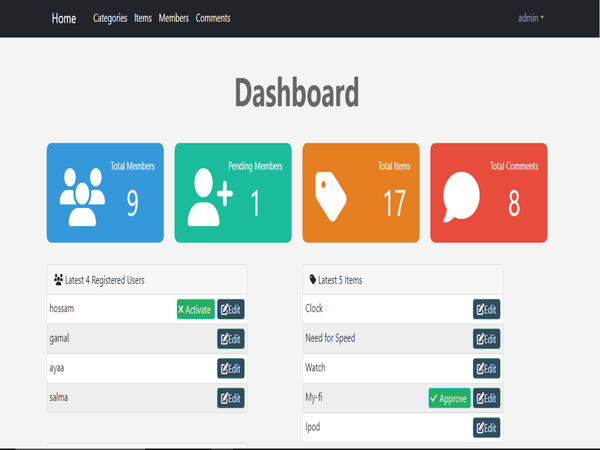 Home Categories Items Members Comments admin
Dashboard
Total Members
9
Pending Members
1
Total Items
17
Total Comments
8
Latest 4 Registered Users
hossam Activate Edit
gamal Edit
ayaa Edit
salma Edit
Latest 5 Items
Clock Edit
Need for Speed Edit
Watch Edit
My-fi Approve Edit
Ipod Edit